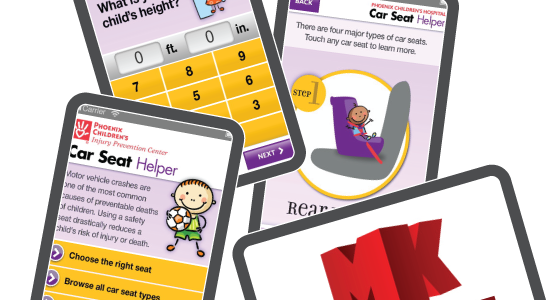 What is y
child's height?
0 ft. 0 in.
7 8 9
5 6
3
NEXT
BACK
PHOENIX CHILDREN'S HOSPITAL
Car Seat Helper
There are four major types of car seats.
Touch any car seat to learn more.
STEP 1
REAR
Carrier
PHOENIX
CHILDREN'S
Injury Prevention Center
Car Seat Helper
Motor vehicle crashes are
one of the most common
causes of preventable deaths
of children. Using a safety
seat drastically reduces a
child's risk of injury or death.
Choose the right seat
Browse all car seat types
MK